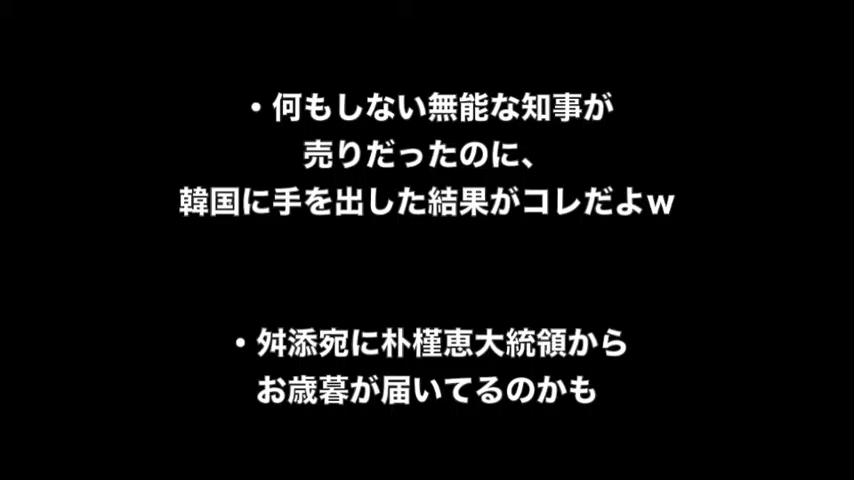 ・何もしない無能な知事が
売りだったのに、
韓国に手を出した結果がコレだよw
・舛添宛に朴槿恵大統領から
お歳暮が届いてるのかも